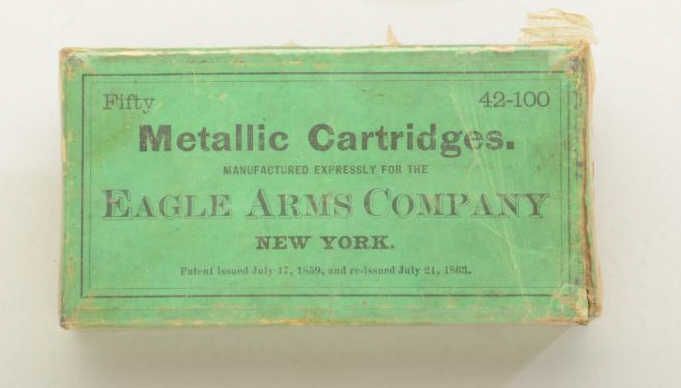 Fifty 42-100
Metallic Cartridges.
MANUFACTURED EXPRESSLY FOR THE
EAGLE ARMS COMPANY
NEW YORK.
Patent issued July 17, 1859, and re-issued July 21, 1863.